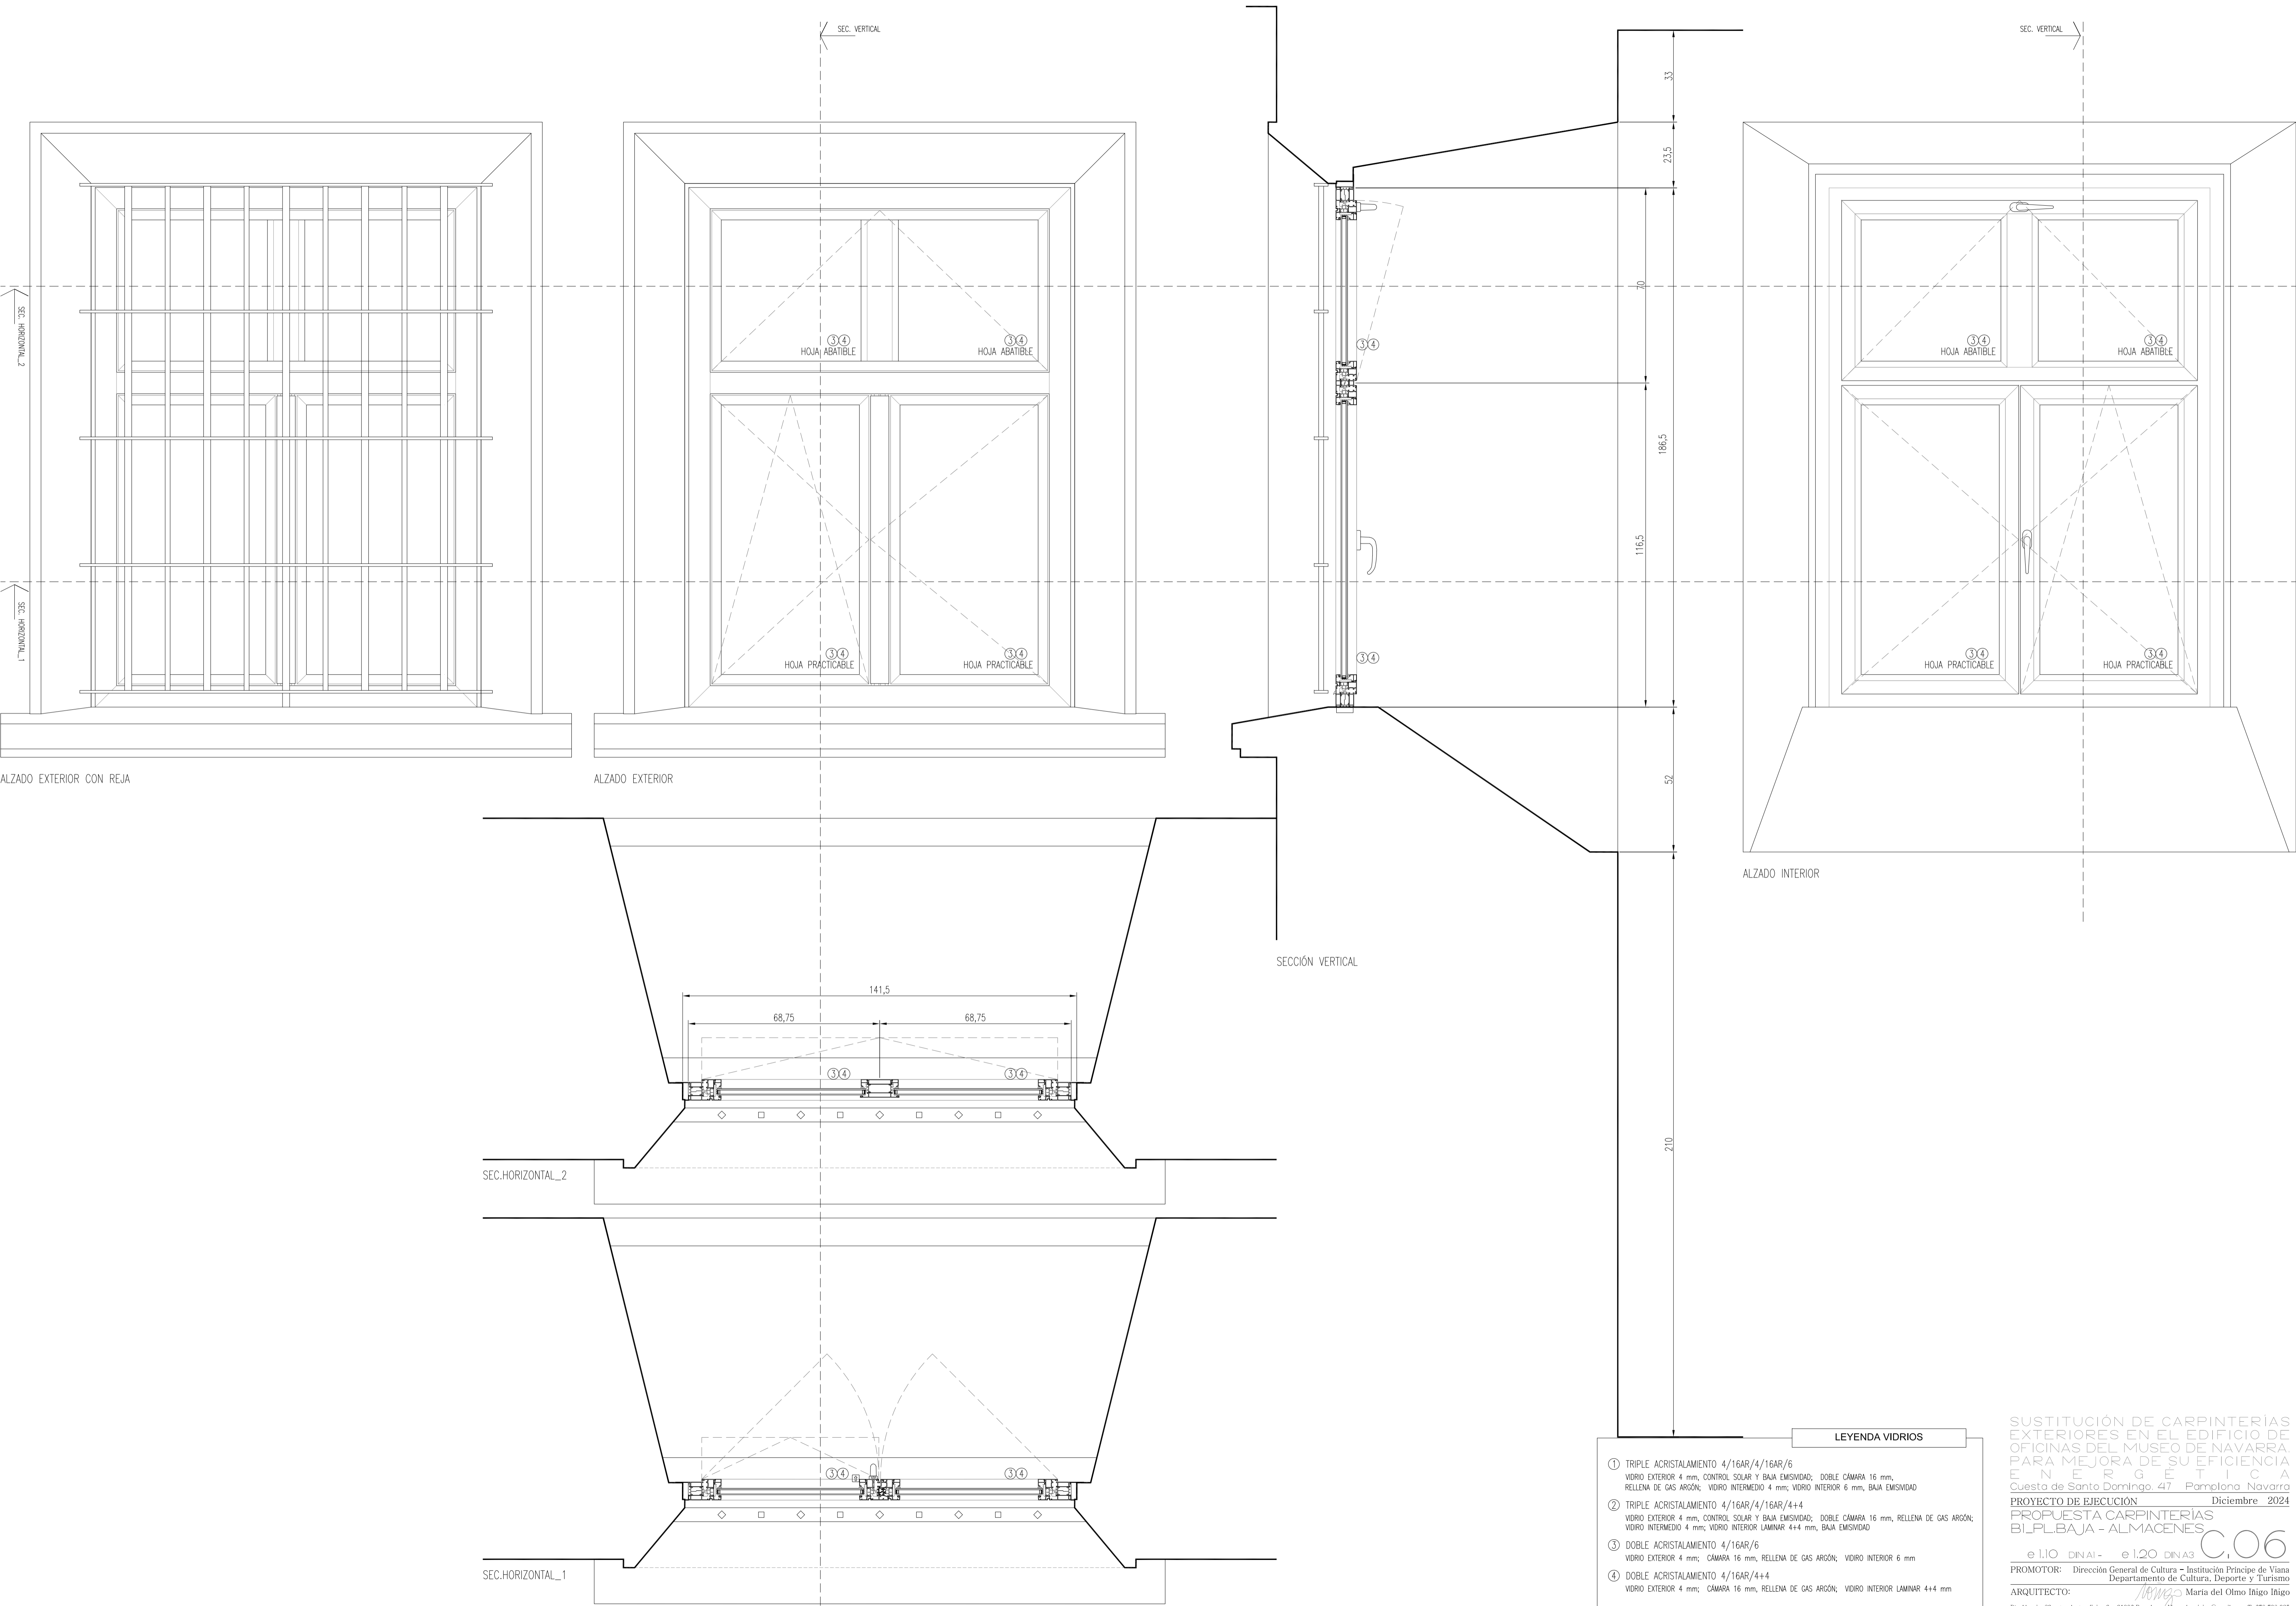 SEC. VERTICAL
SEC. VERTICAL
33
23,5
70
186,5
116,5
52
210
SEC. HORIZONTAL_2
SEC. HORIZONTAL_1
③④
HOJA ABATIBLE
③④
HOJA ABATIBLE
③④
HOJA PRACTICABLE
③④
HOJA PRACTICABLE
③④
③④
③④
HOJA ABATIBLE
③④
HOJA ABATIBLE
③④
HOJA PRACTICABLE
③④
HOJA PRACTICABLE
ALZADO EXTERIOR CON REJA
ALZADO EXTERIOR
ALZADO INTERIOR
SECCIÓN VERTICAL
141,5
68,75
68,75
③④
③④
SEC.HORIZONTAL_2
③④
③④
SEC.HORIZONTAL_1
LEYENDA VIDRIOS
① TRIPLE ACRISTALAMIENTO 4/16AR/4/16AR/6
VIDRIO EXTERIOR 4 mm, CONTROL SOLAR Y BAJA EMISIVIDAD; DOBLE CÁMARA 16 mm,
RELLENA DE GAS ARGÓN; VIDIRO INTERMEDIO 4 mm; VIDRIO INTERIOR 6 mm, BAJA EMISIVIDAD
② TRIPLE ACRISTALAMIENTO 4/16AR/4/16AR/4+4
VIDRIO EXTERIOR 4 mm, CONTROL SOLAR Y BAJA EMISIVIDAD; DOBLE CÁMARA 16 mm, RELLENA DE GAS ARGÓN;
VIDIRO INTERMEDIO 4 mm; VIDRIO INTERIOR LAMINAR 4+4 mm, BAJA EMISIVIDAD
③ DOBLE ACRISTALAMIENTO 4/16AR/6
VIDRIO EXTERIOR 4 mm; CÁMARA 16 mm, RELLENA DE GAS ARGÓN; VIDIRO INTERIOR 6 mm
④ DOBLE ACRISTALAMIENTO 4/16AR/4+4
VIDRIO EXTERIOR 4 mm; CÁMARA 16 mm, RELLENA DE GAS ARGÓN; VIDIRO INTERIOR LAMINAR 4+4 mm
SUSTITUCIÓN DE CARPINTERÍAS
EXTERIORES EN EL EDIFICIO DE
OFICINAS DEL MUSEO DE NAVARRA,
PARA MEJORA DE SU EFICIENCIA
E N E R G E T I C A
Cuesta de Santo Domingo, 47 Pamplona Navarra
PROYECTO DE EJECUCIÓN Diciembre 2024
PROPUESTA CARPINTERÍAS
B1_PL.BAJA - ALMACENES
C.06
e 1.10 DIN A1 - e 1.20 DIN A3
PROMOTOR: Dirección General de Cultura - Institución Príncipe de Viana
Departamento de Cultura, Deporte y Turismo
ARQUITECTO: María del Olmo Iñigo Iñigo